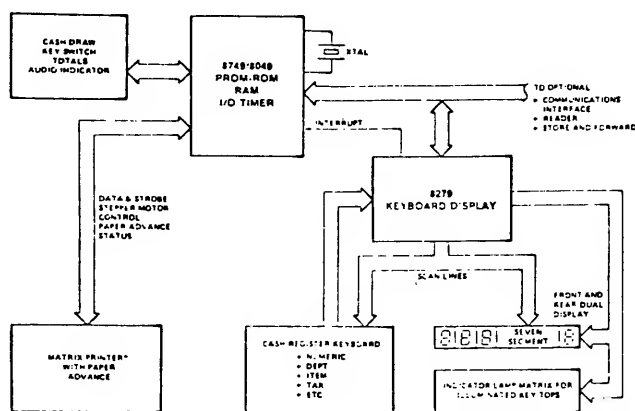 CASH DRAW
KEY SWITCH
TOTALS
AUDIO INDICATOR
8749/8049
PROM-ROM
RAM
I/O TIMER
XTAL
TO OPTIONAL
• COMMUNICATIONS
INTERFACE
• READER
• STORE AND FORWARD
INTERRUPT
8279
KEYBOARD DISPLAY
DATA & STROBE
STEPPER MOTOR
CONTROL
PAPER ADVANCE
STATUS
SCAN LINES
FRONT AND
REAR DUAL
DISPLAY
MATRIX PRINTER*
WITH PAPER
ADVANCE
CASH REGISTER KEYBOARD
• NUMERIC
• DEPT
• ITEM
• TAX
• ETC
SEVEN
SEGMENT
INDICATOR LAMP MATRIX FOR
ILLUMINATED KEY TOPS